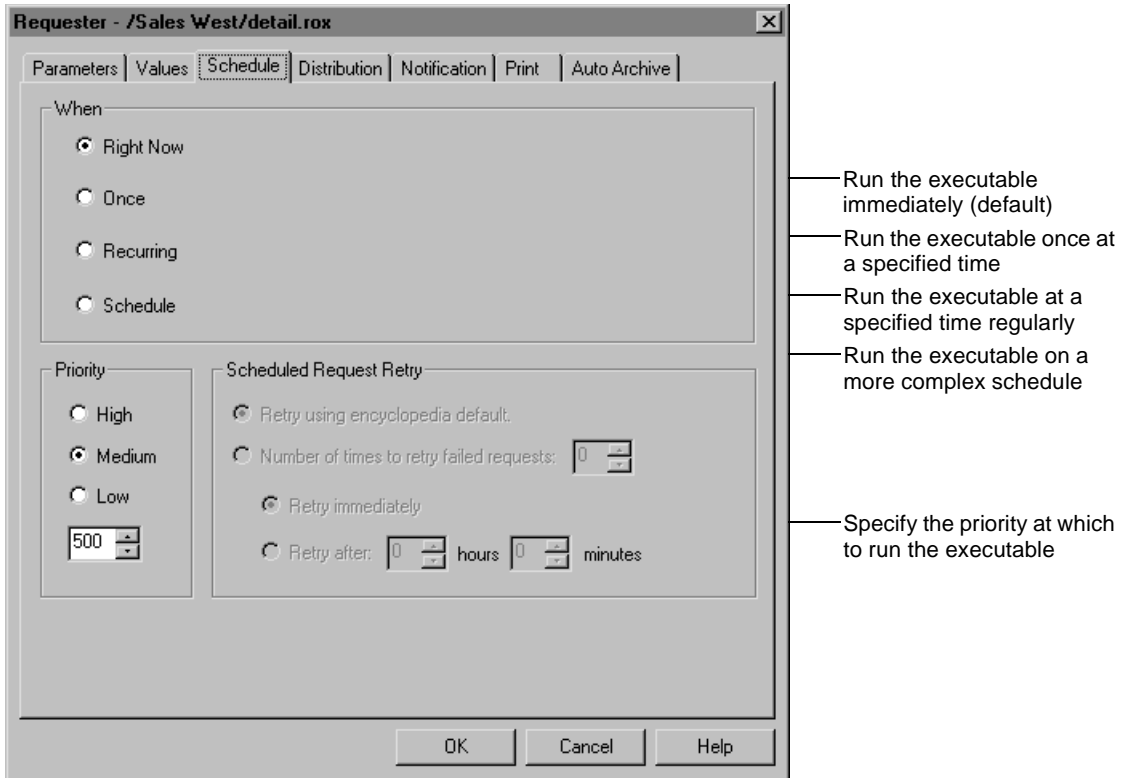 Requester - /Sales West/detail.rox
Parameters Values Schedule Distribution Notification Print Auto Archive
When
Right Now
Once
Recurring
Schedule
Priority
High
Medium
Low
500
Scheduled Request Retry
Retry using encyclopedia default.
Number of times to retry failed requests: 0
Retry immediately
Retry after: 0 hours 0 minutes
OK Cancel Help
Run the executable
immediately (default)
Run the executable once at
a specified time
Run the executable at a
specified time regularly
Run the executable on a
more complex schedule
Specify the priority at which
to run the executable